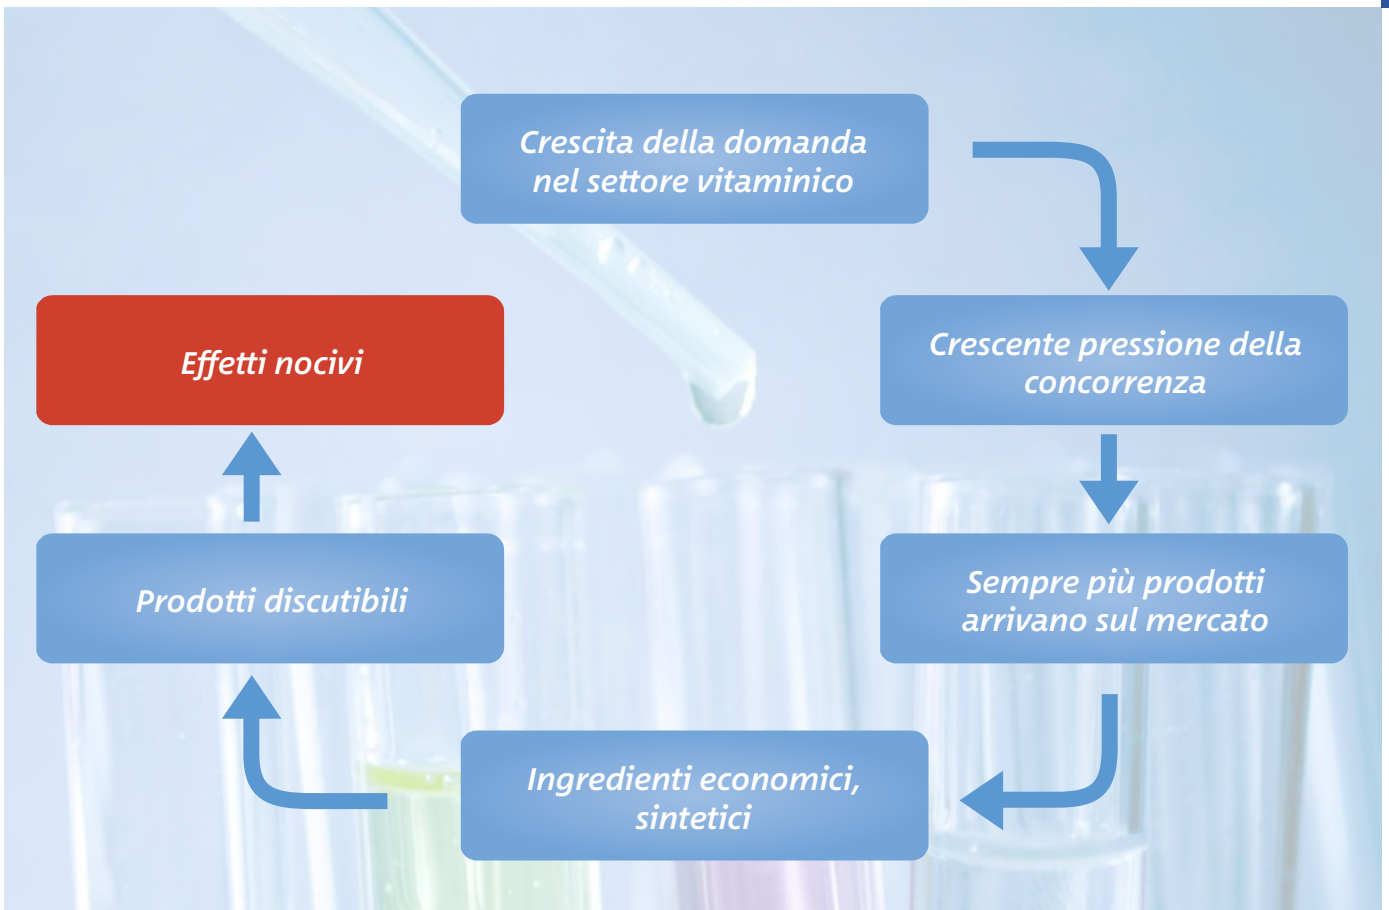 Crescita della domanda
nel settore vitaminico
Crescente pressione della
concorrenza
Sempre più prodotti
arrivano sul mercato
Ingredienti economici,
sintetici
Prodotti discutibili
Effetti nocivi